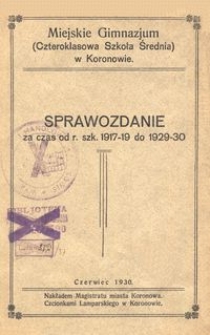 Miejskie Gimnazjum
(Czteroklasowa Szkoła Średnia)
w Koronowie.
SPRAWOZDANIE
za czas od r. szk. 1917-19 do 1929-30
BIBLIOTEKA
Czerwiec 1930.
Nakładem Magistratu miasta Koronowa.
Czcionkami Lamparskiego w Koronowie.